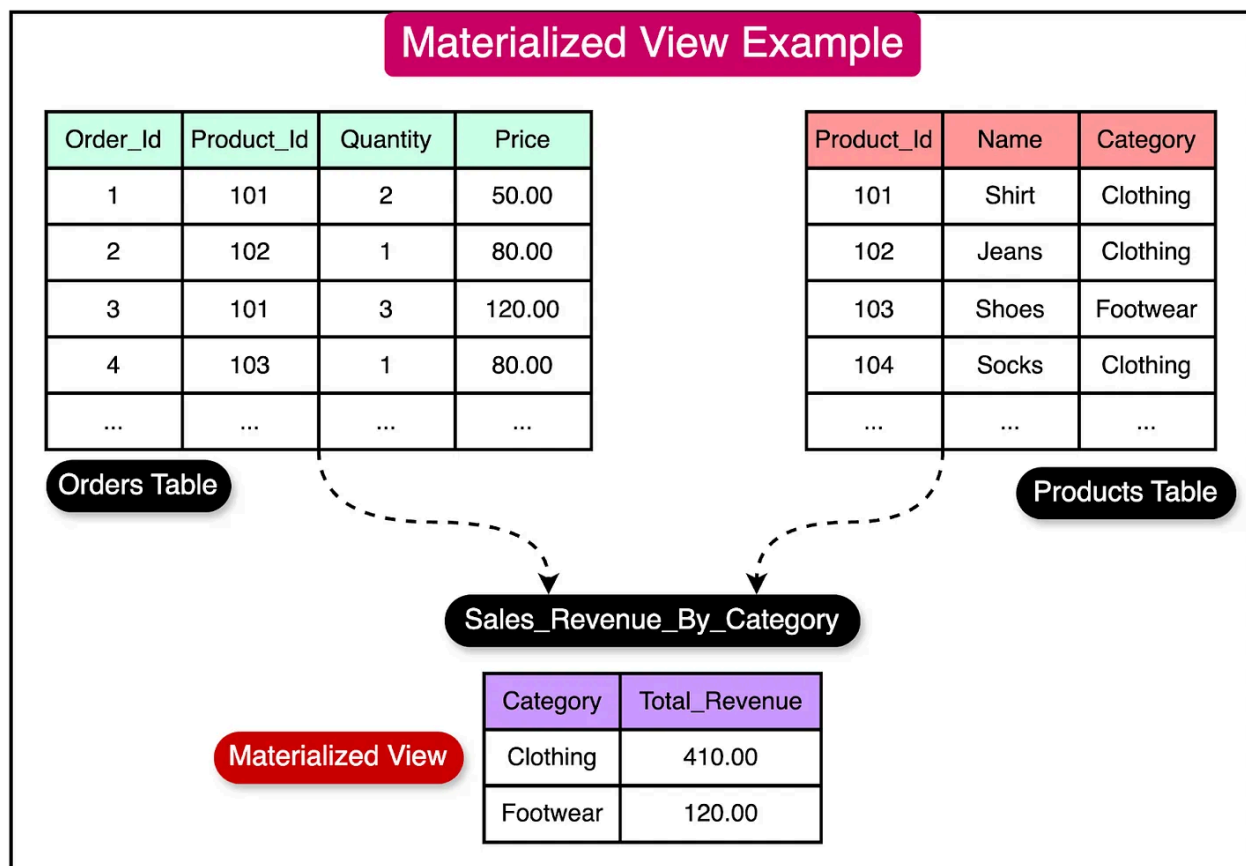 Materialized View Example
Order_Id Product_Id Quantity Price
1 101 2 50.00
2 102 1 80.00
3 101 3 120.00
4 103 1 80.00
... ... ... ...
Orders Table
Product_Id Name Category
101 Shirt Clothing
102 Jeans Clothing
103 Shoes Footwear
104 Socks Clothing
... ... ...
Products Table
Sales_Revenue_By_Category
Materialized View
Category Total_Revenue
Clothing 410.00
Footwear 120.00